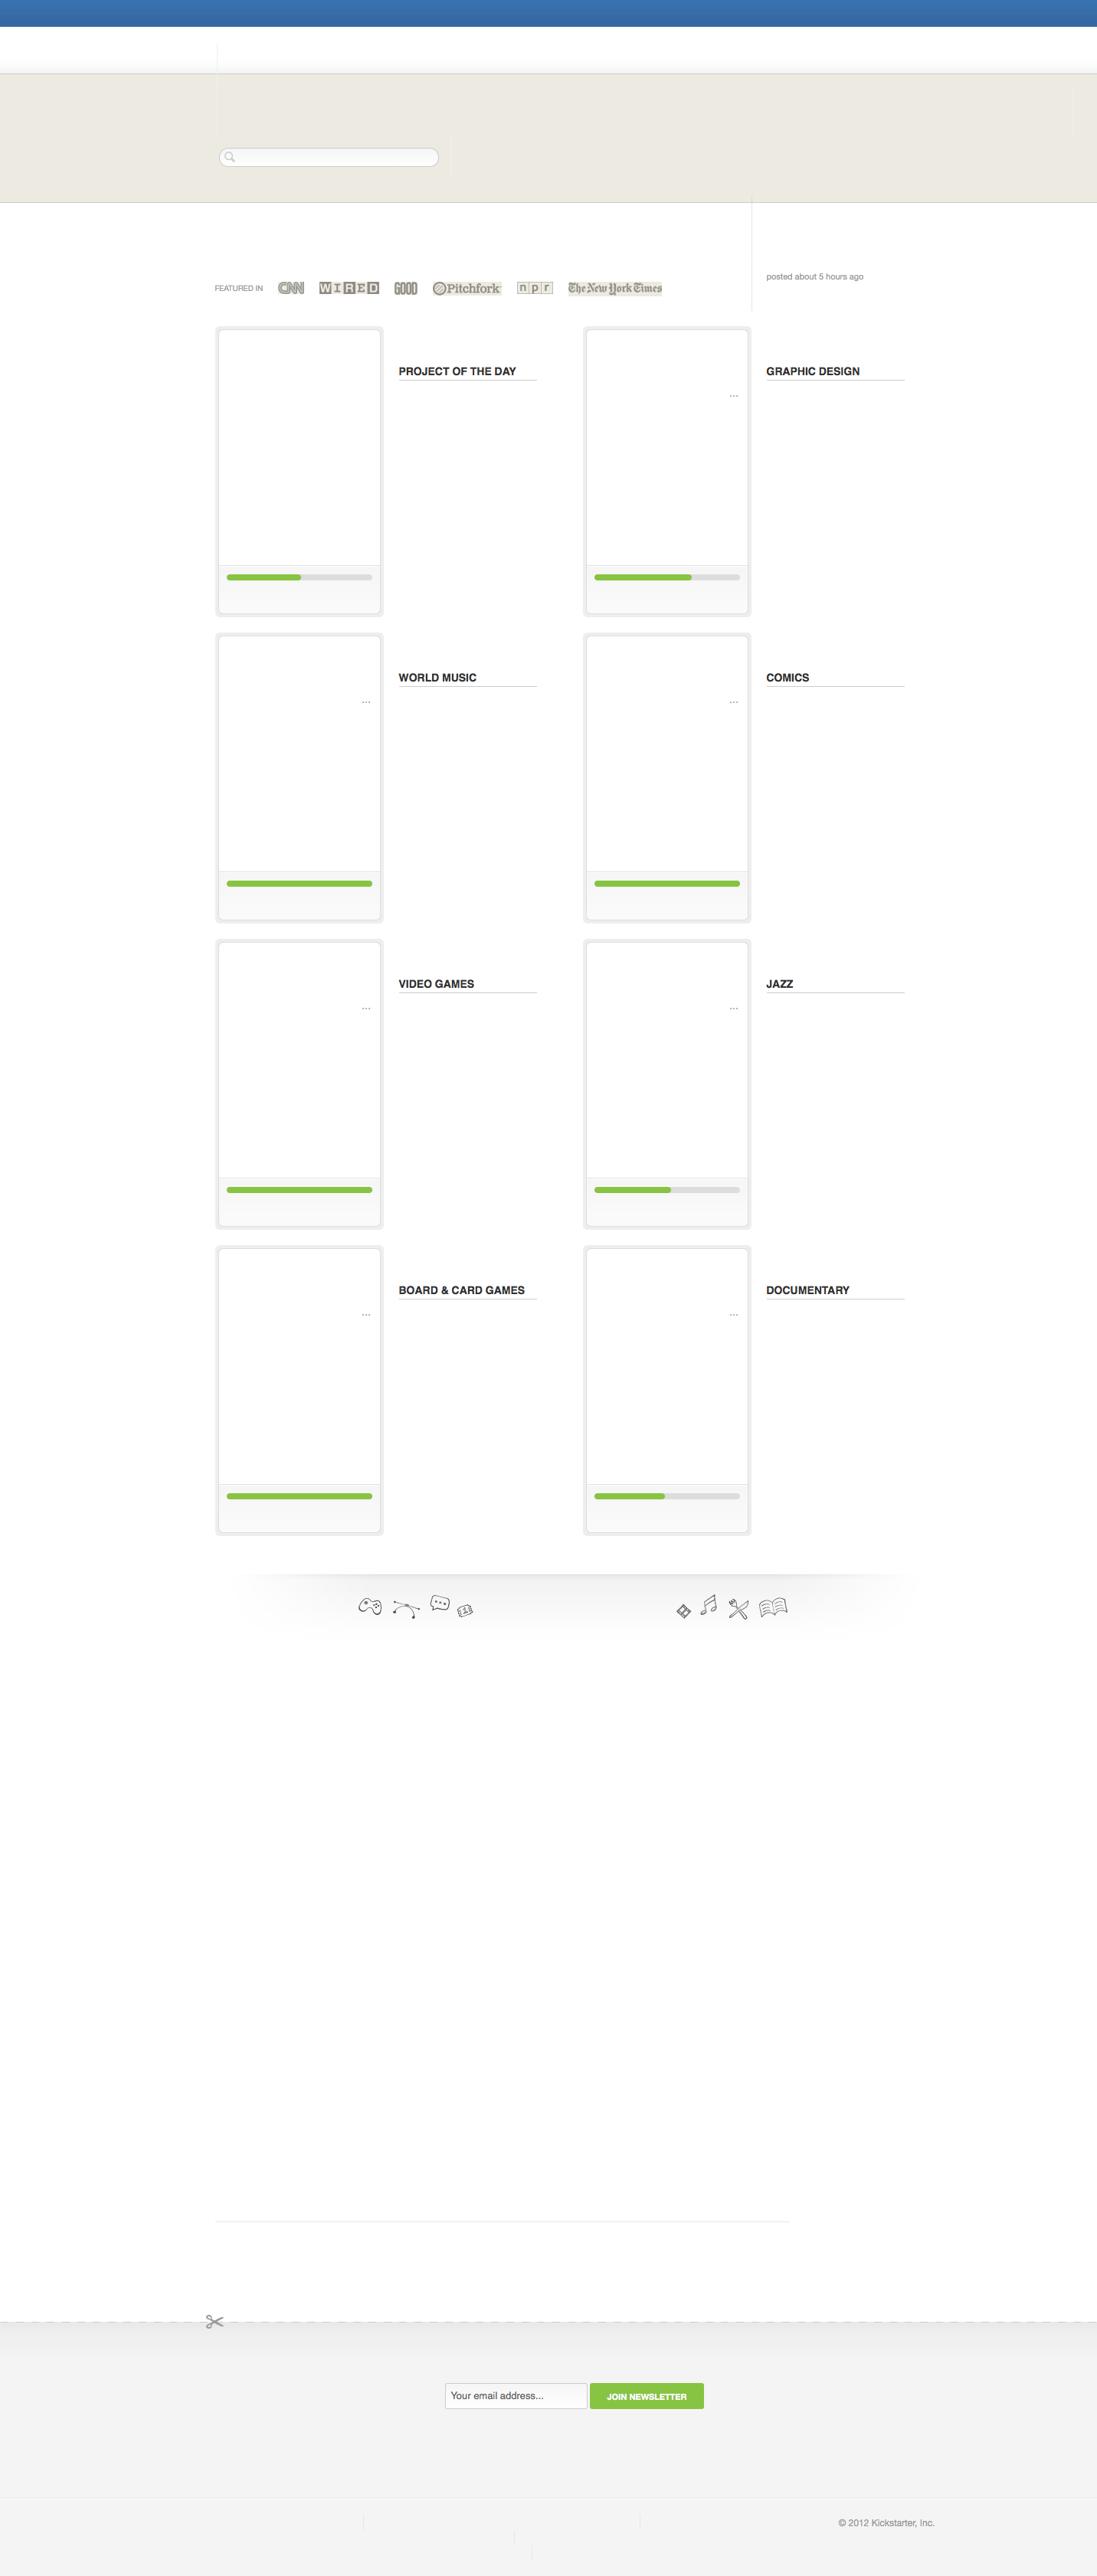 posted about 5 hours ago
FEATURED IN CNN WIRED GOOD Pitchfork npr The New York Times
PROJECT OF THE DAY
GRAPHIC DESIGN
...
WORLD MUSIC
COMICS
...
...
VIDEO GAMES
JAZZ
...
...
BOARD & CARD GAMES
DOCUMENTARY
...
...
Your email address...
JOIN NEWSLETTER
© 2012 Kickstarter, Inc.